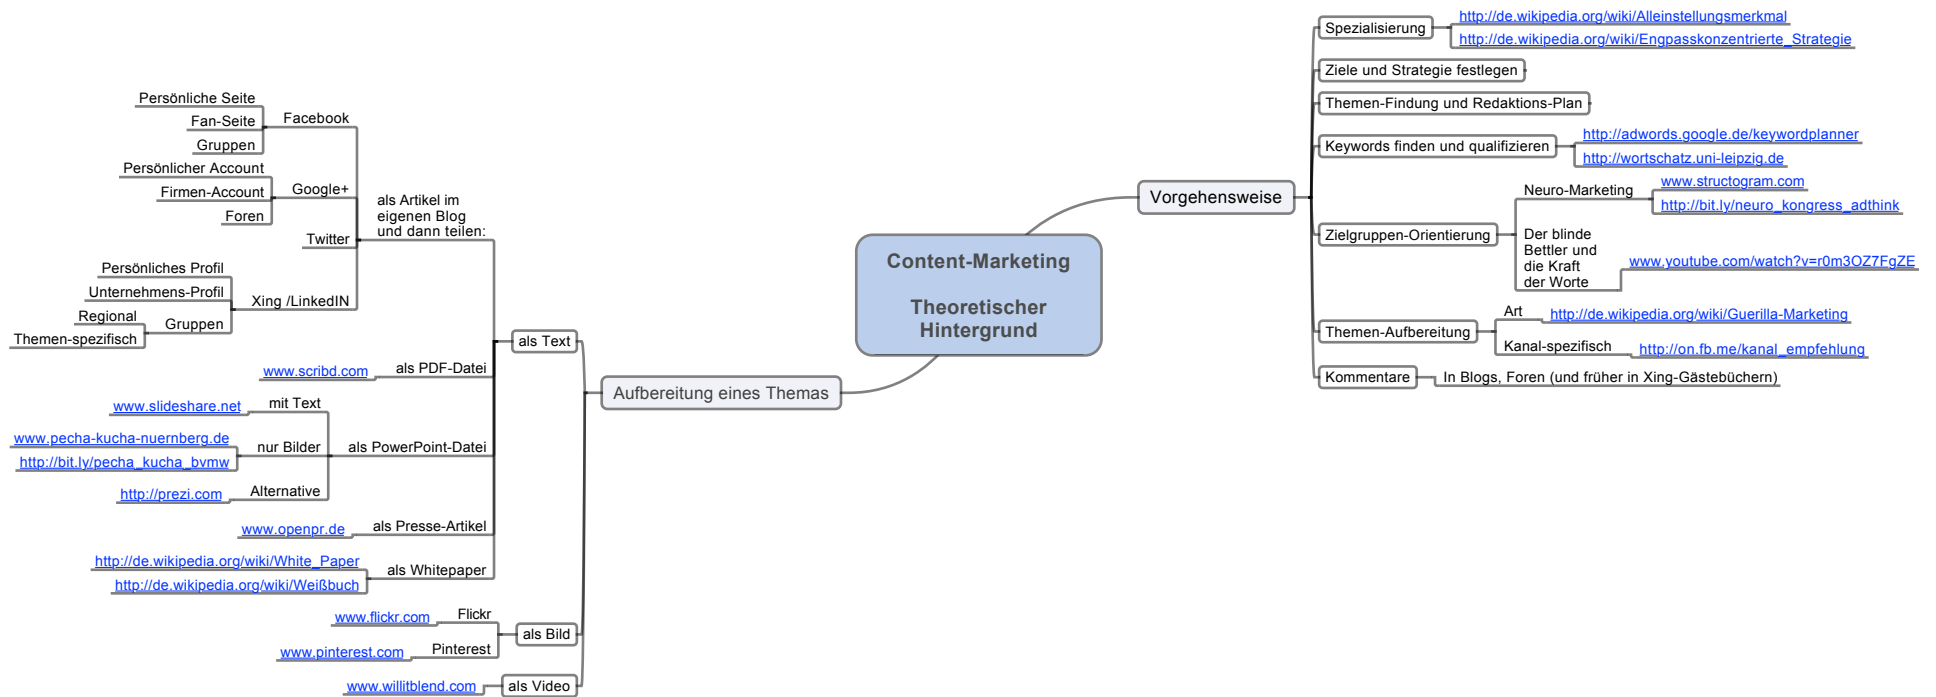 Content-Marketing
Theoretischer
Hintergrund
Vorgehensweise
Spezialisierung
http://de.wikipedia.org/wiki/Alleinstellungsmerkmal
http://de.wikipedia.org/wiki/Engpasskonzentrierte_Strategie
Ziele und Strategie festlegen
Themen-Findung und Redaktions-Plan
Keywords finden und qualifizieren
http://adwords.google.de/keywordplanner
http://wortschatz.uni-leipzig.de
Zielgruppen-Orientierung
Neuro-Marketing
www.structogram.com
http://bit.ly/neuro_kongress_adthink
Der blinde
Bettler und
die Kraft
der Worte
www.youtube.com/watch?v=r0m3OZ7FgZE
Themen-Aufbereitung
Art
http://de.wikipedia.org/wiki/Guerilla-Marketing
Kanal-spezifisch
http://on.fb.me/kanal_empfehlung
Kommentare
In Blogs, Foren (und früher in Xing-Gästebüchern)
Aufbereitung eines Themas
als Text
als Artikel im
eigenen Blog
und dann teilen:
Facebook
Persönliche Seite
Fan-Seite
Gruppen
Google+
Persönlicher Account
Firmen-Account
Foren
Twitter
Xing /LinkedIN
Persönliches Profil
Unternehmens-Profil
Gruppen
Regional
Themen-spezifisch
als PDF-Datei
www.scribd.com
als PowerPoint-Datei
mit Text
www.slideshare.net
nur Bilder
www.pecha-kucha-nuernberg.de
http://bit.ly/pecha_kucha_bvmw
Alternative
http://prezi.com
als Presse-Artikel
www.openpr.de
als Whitepaper
http://de.wikipedia.org/wiki/White_Paper
http://de.wikipedia.org/wiki/Weißbuch
als Bild
Flickr
www.flickr.com
Pinterest
www.pinterest.com
als Video
www.willitblend.com